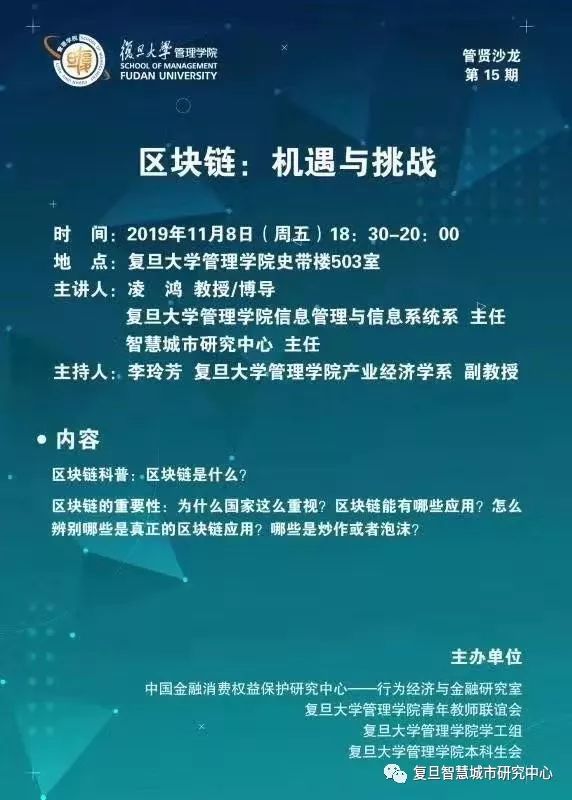 復旦大學管理学院
SCHOOL OF MANAGEMENT
FUDAN UNIVERSITY
管贤沙龙
第 15 期
区块链：机遇与挑战
时 间：2019年11月8日（周五）18：30-20：00
地 点：复旦大学管理学院史带楼503室
主讲人：凌 鸿 教授/博导
复旦大学管理学院信息管理与信息系统系 主任
智慧城市研究中心 主任
主持人：李玲芳 复旦大学管理学院产业经济学系 副教授
内容
区块链科普：区块链是什么？
区块链的重要性：为什么国家这么重视？区块链能有哪些应用？怎么
辨别哪些是真正的区块链应用？哪些是炒作或者泡沫？
主办单位
中国金融消费权益保护研究中心——行为经济与金融研究室
复旦大学管理学院青年教师联谊会
复旦大学管理学院学工组
复旦大学管理学院本科生会
复旦智慧城市研究中心